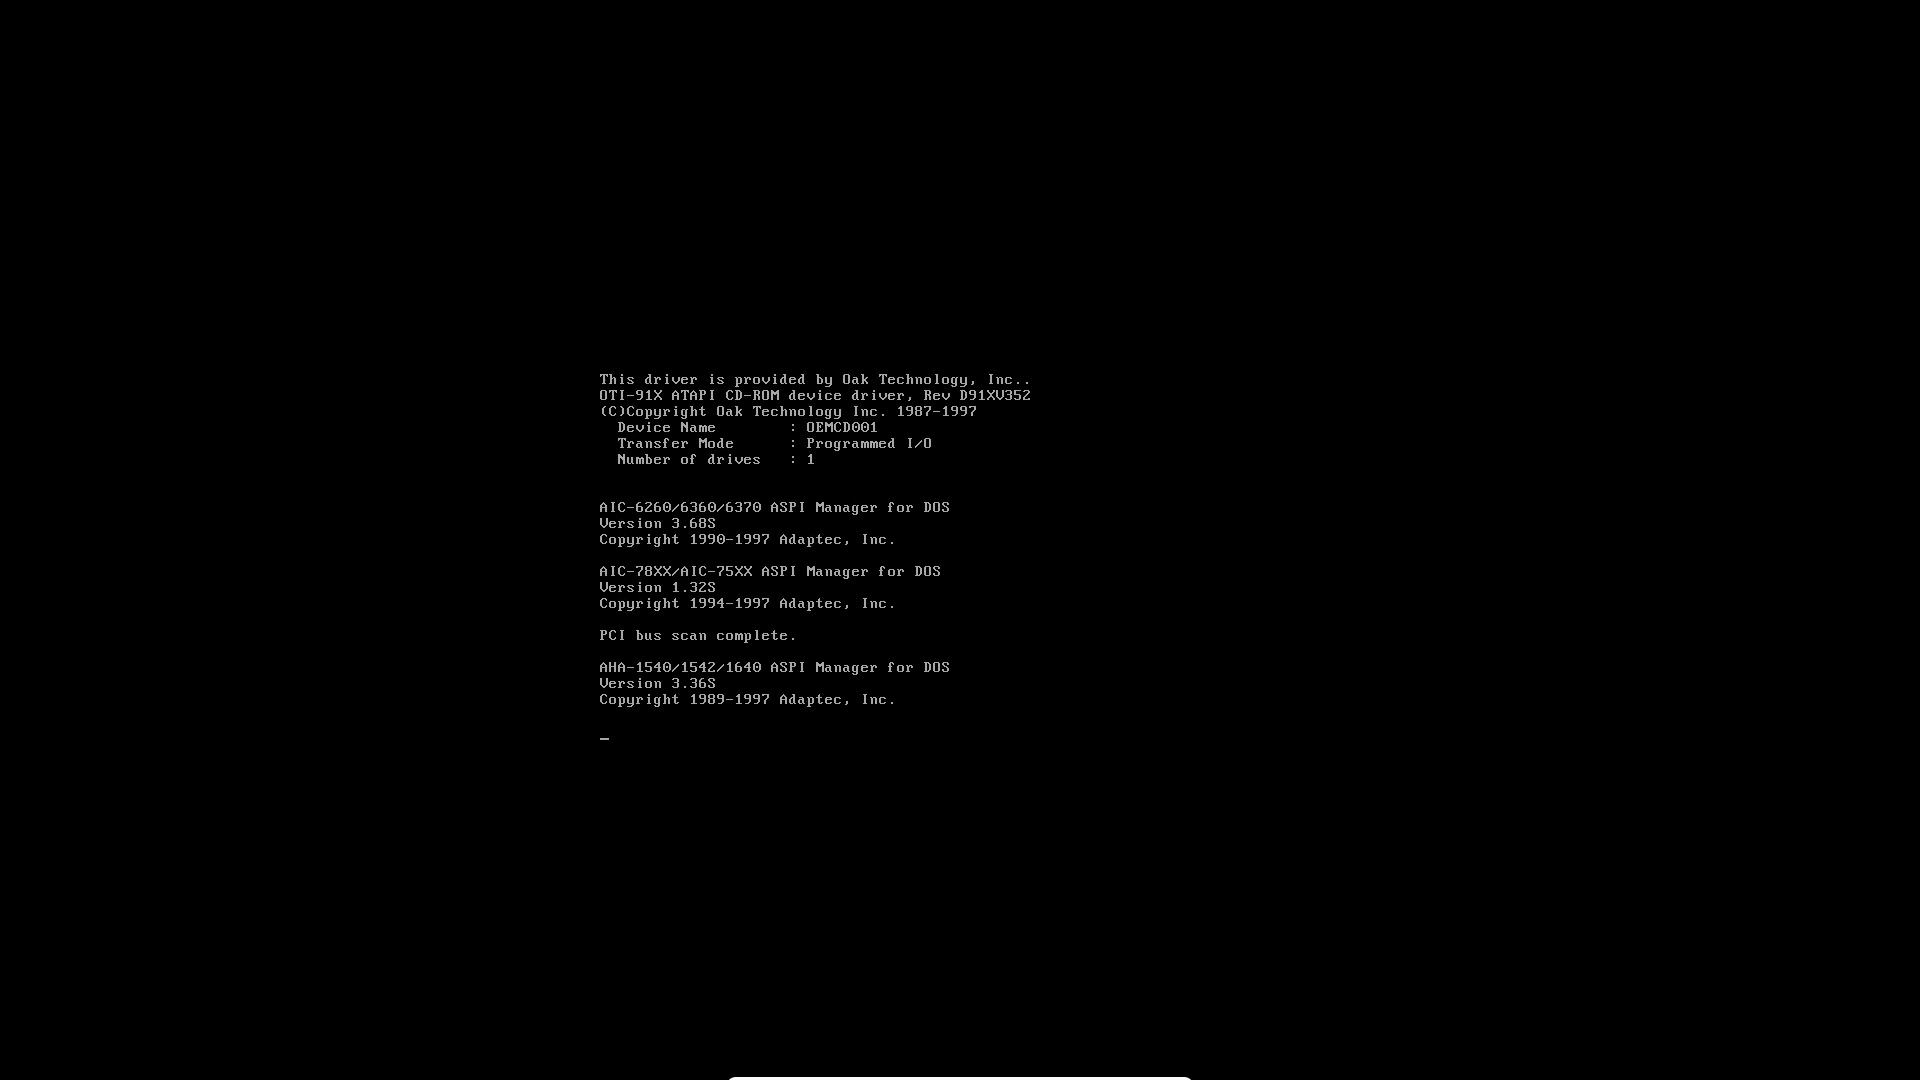 This driver is provided by Oak Technology, Inc..
OTI-91X ATAPI CD-ROM device driver, Rev D91XV352
(C)Copyright Oak Technology Inc. 1987-1997
  Device Name        : OEMCD001
  Transfer Mode      : Programmed I/O
  Number of drives   : 1
AIC-6260/6360/6370 ASPI Manager for DOS
Version 3.68S
Copyright 1990-1997 Adaptec, Inc.
AIC-78XX/AIC-75XX ASPI Manager for DOS
Version 1.32S
Copyright 1994-1997 Adaptec, Inc.
PCI bus scan complete.
AHA-1540/1542/1640 ASPI Manager for DOS
Version 3.36S
Copyright 1989-1997 Adaptec, Inc.